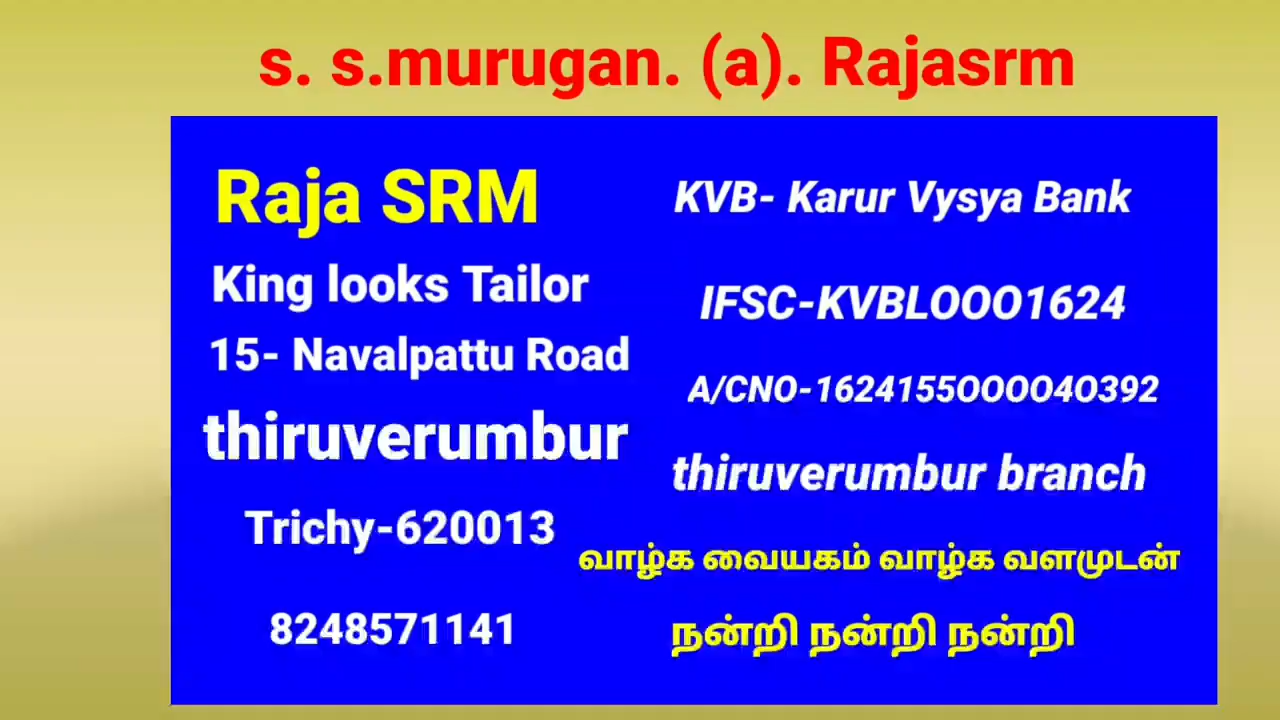 s. s.murugan. (a). Rajasrm
Raja SRM
King looks Tailor
15- Navalpattu Road
thiruverumbur
Trichy-620013
8248571141
KVB- Karur Vysya Bank
IFSC-KVBLOOO1624
A/CNO-1624155OOOO4O392
thiruverumbur branch
வாழ்க வையகம் வாழ்க வளமுடன்
நன்றி நன்றி நன்றி